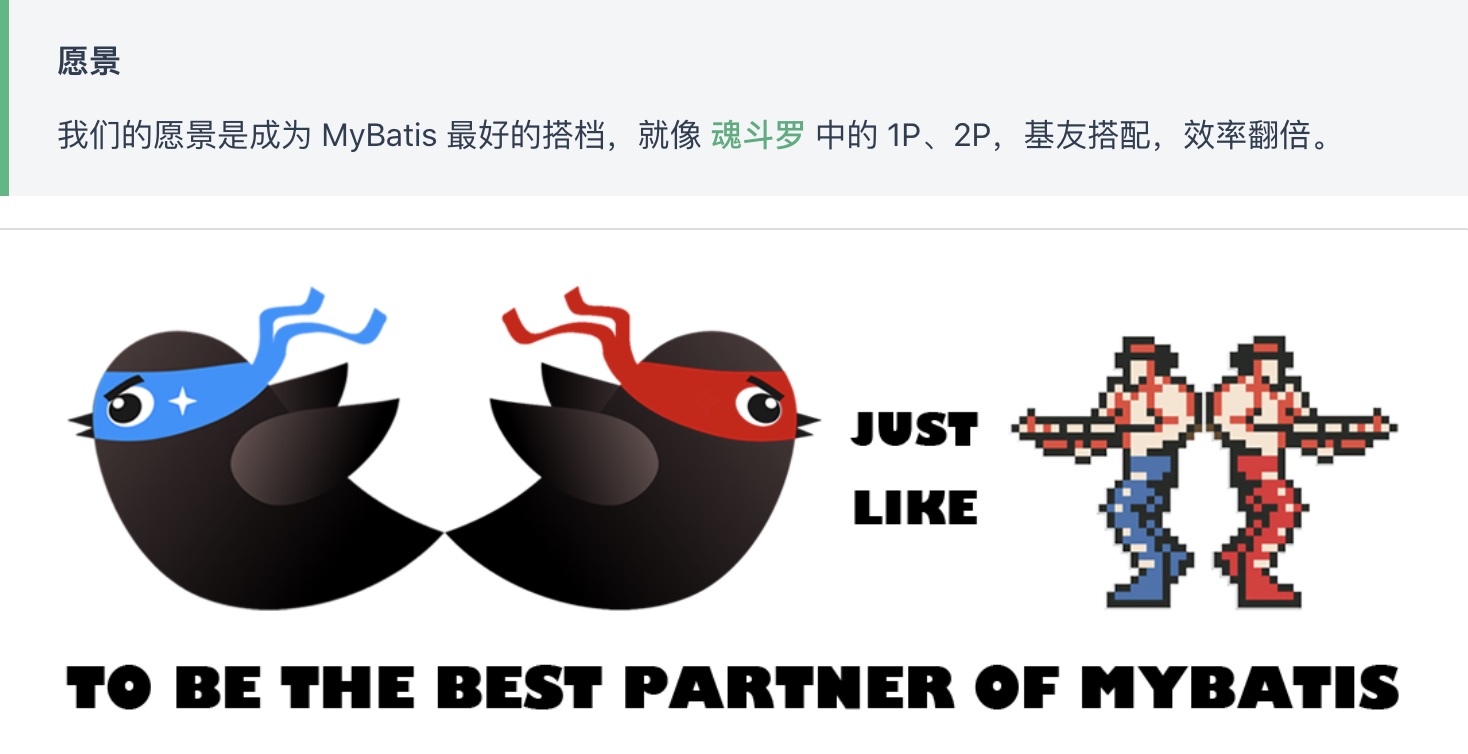 愿景
我们的愿景是成为 MyBatis 最好的搭档，就像 魂斗罗 中的 1P、2P，基友搭配，效率翻倍。
JUST
LIKE
TO BE THE BEST PARTNER OF MYBATIS